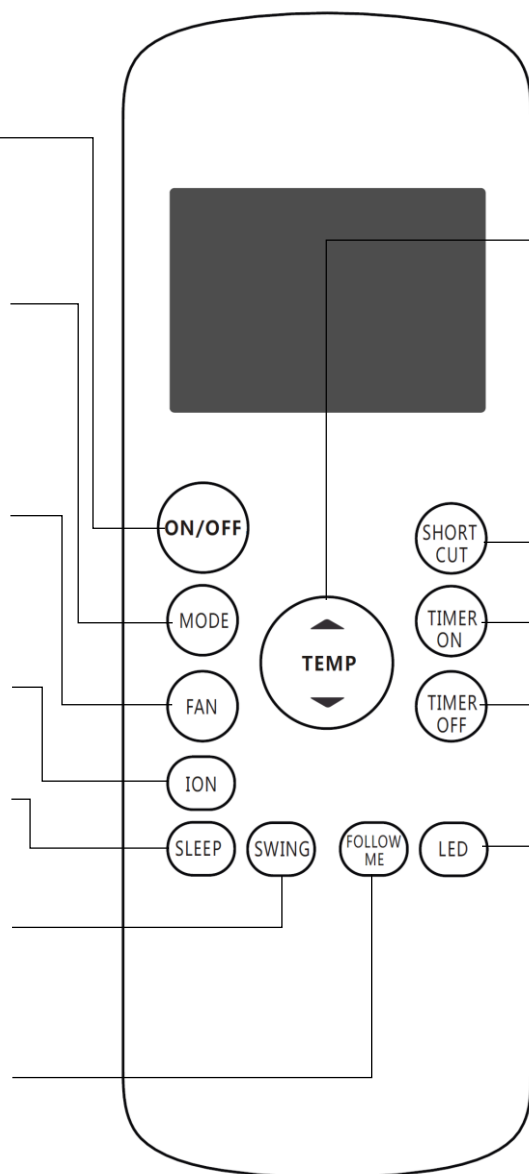 ON/OFF
SHORT
CUT
MODE
TEMP
TIMER
ON
FAN
TIMER
OFF
ION
SLEEP
SWING
FOLLOW
ME
LED